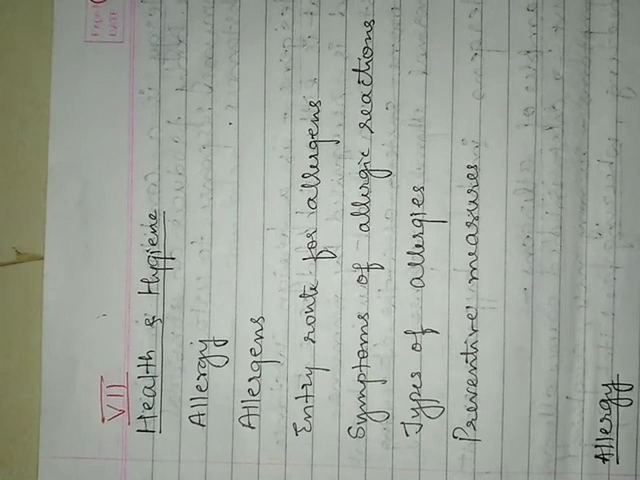 VII
Health & Hygiene
Allergy
Allergens
Entry route for allergens
Symptoms of allergic reactions
Types of allergies
Preventive measures.
Allergy